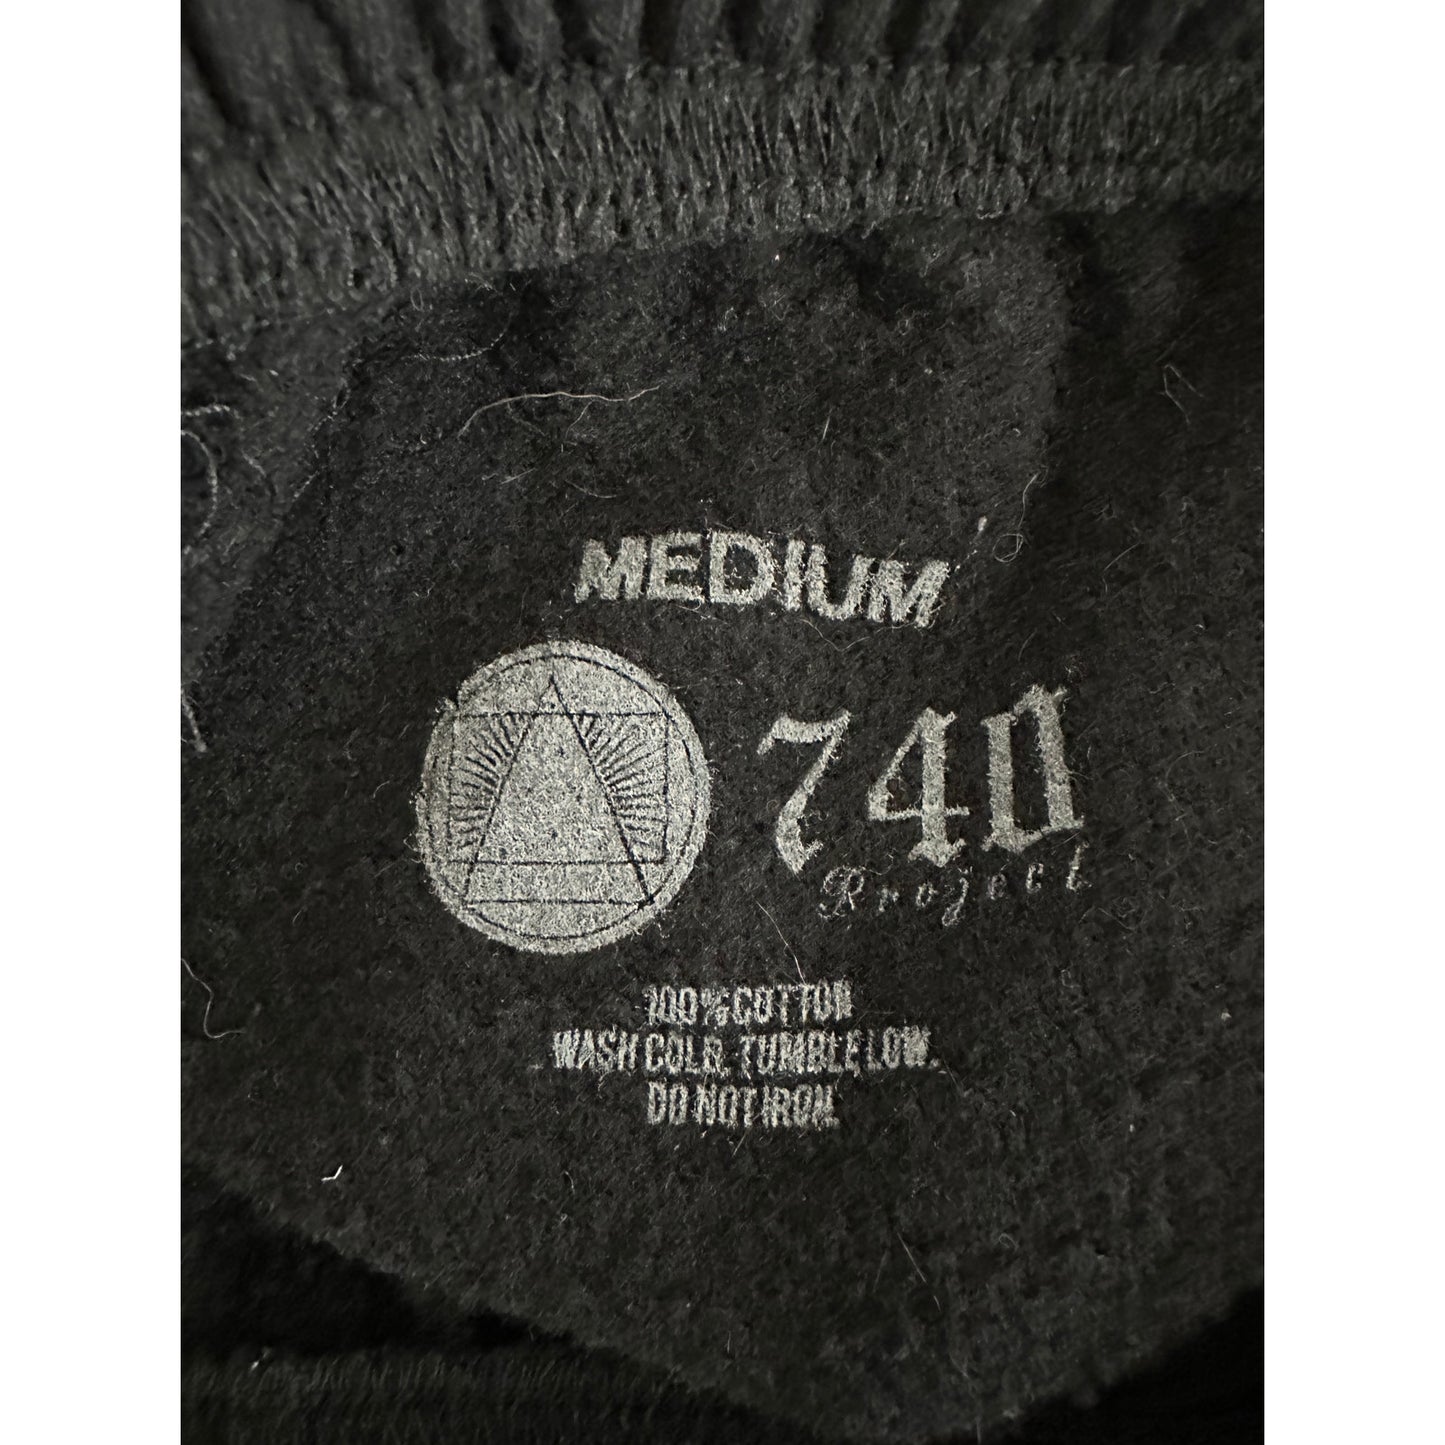 MEDIUM
740
Project
100% COTTON
WASH COLD. TUMBLE LOW.
DO NOT IRON.